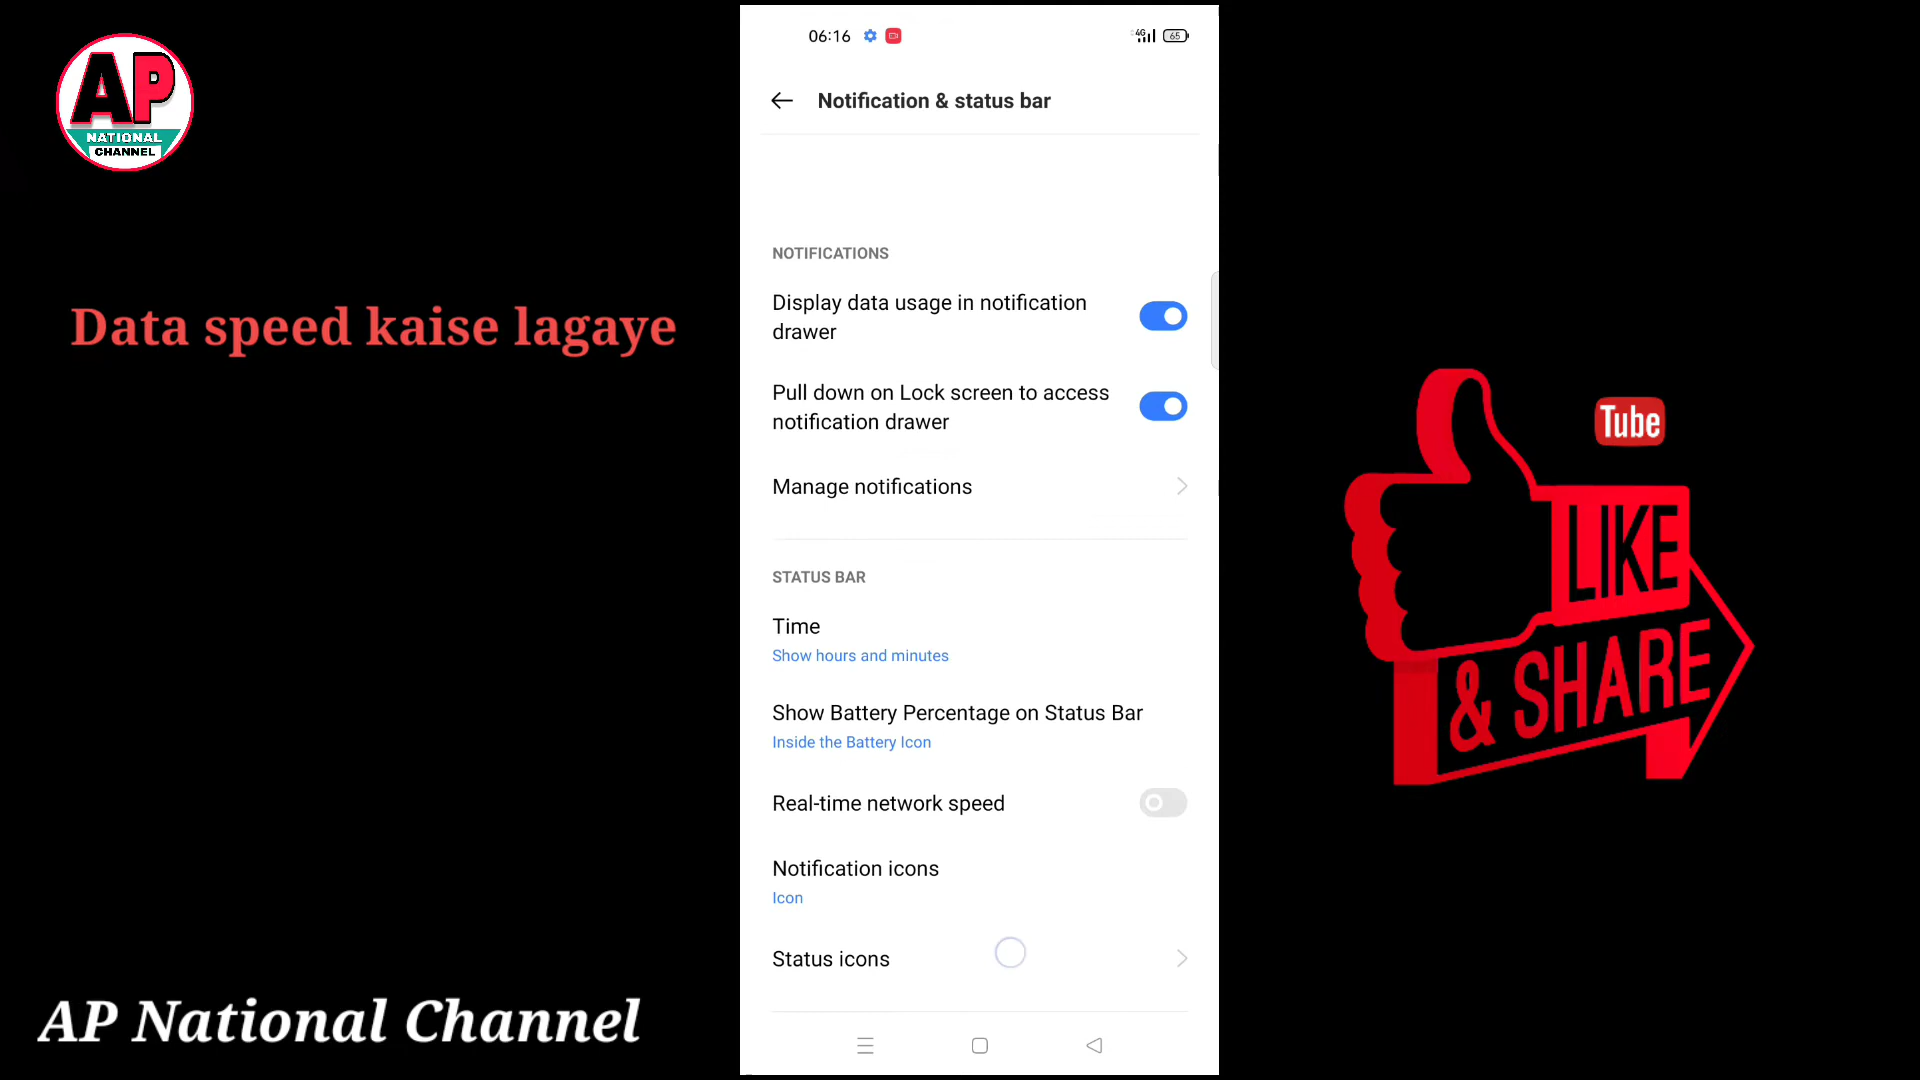 AP
NATIONAL
CHANNEL
Data speed kaise lagaye
AP National Channel
06:16
4G
65
Notification & status bar
NOTIFICATIONS
Display data usage in notification
drawer
Pull down on Lock screen to access
notification drawer
Manage notifications
STATUS BAR
Time
Show hours and minutes
Show Battery Percentage on Status Bar
Inside the Battery Icon
Real-time network speed
Notification icons
Icon
Status icons
Tube
LIKE
& SHARE